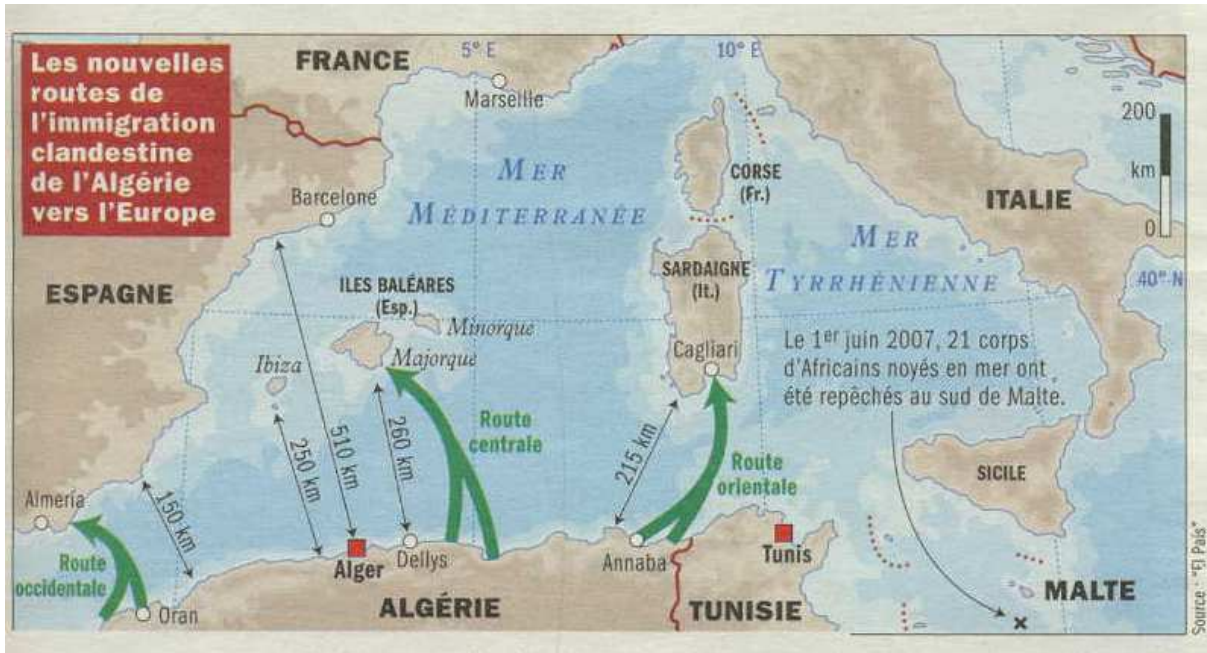 Les nouvelles
routes de
l'immigration
clandestine
de l'Algérie
vers l'Europe
FRANCE
5° E
10° E
Marseille
200
km
0
MER
MÉDITERRANÉE
CORSE
(Fr.)
ITALIE
Barcelone
MER
TYRRHÉNIENNE
ESPAGNE
ILES BALÉARES
(Esp.)
SARDAIGNE
(It.)
40° N
Minorque
Majorque
Ibiza
Cagliari
Le 1er juin 2007, 21 corps
d'Africains noyés en mer ont
été repêchés au sud de Malte.
250 km
510 km
260 km
Route
centrale
215 km
Route
orientale
SICILE
Almería
150 km
Route
occidentale
Oran
Alger
Dellys
Annaba
Tunis
ALGÉRIE
TUNISIE
MALTE
Source : "El País"